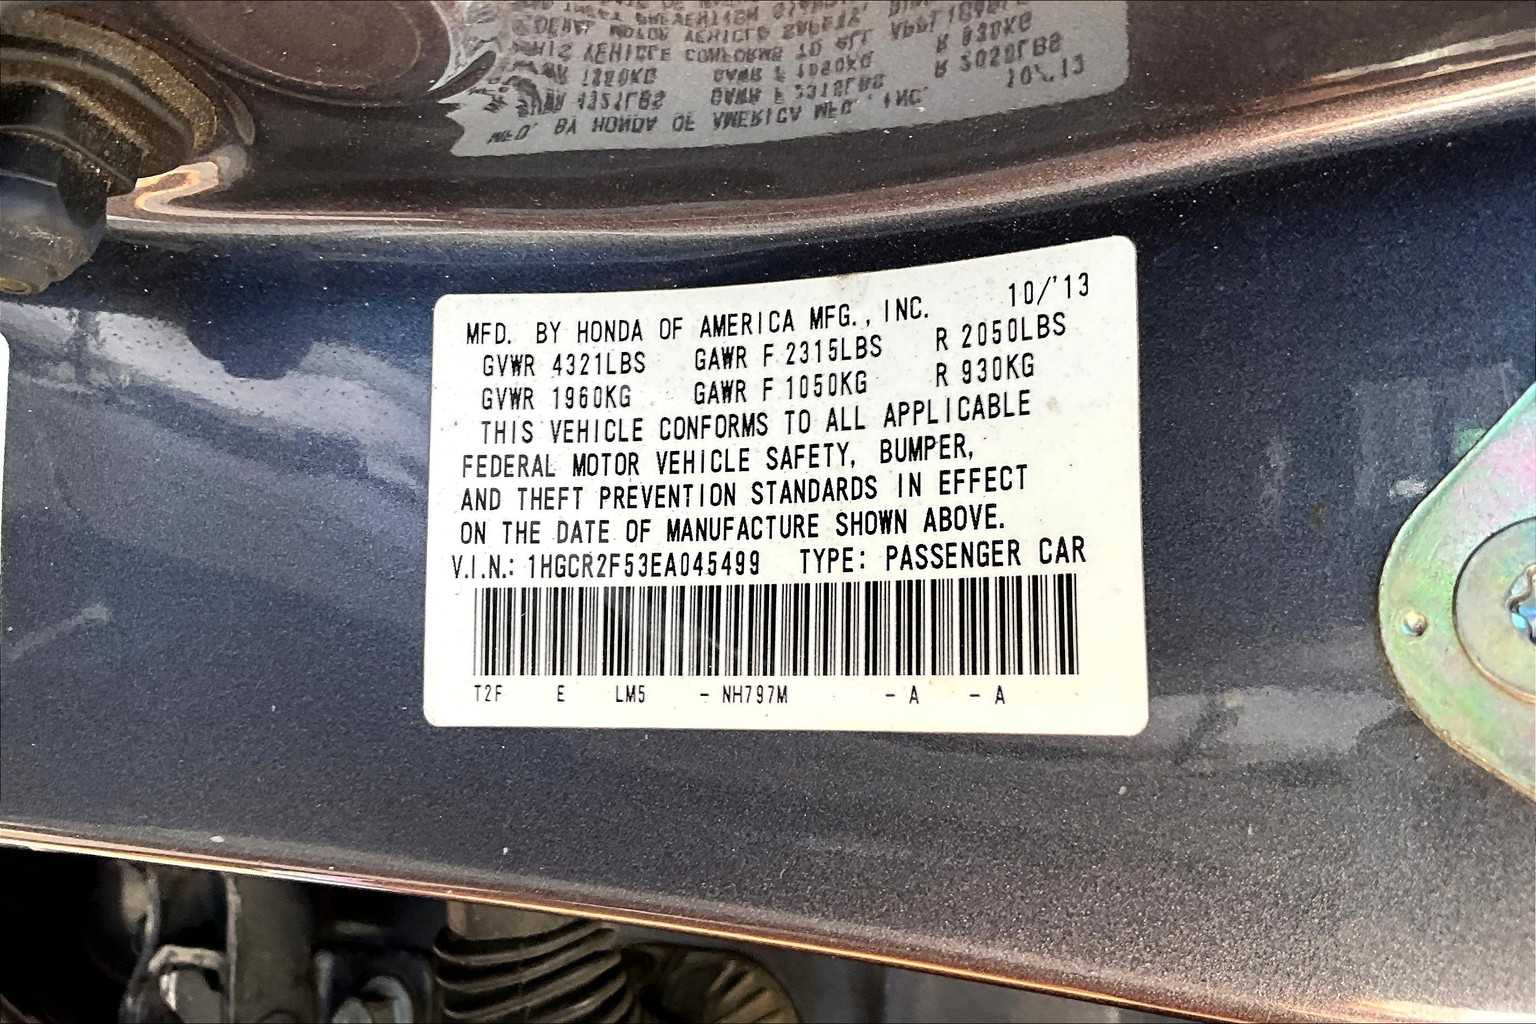 MFD. BY HONDA OF AMERICA MFG., INC. 10/'13
GVWR 4321LBS GAWR F 2315LBS R 2050LBS
GVWR 1960KG GAWR F 1050KG R 930KG
THIS VEHICLE CONFORMS TO ALL APPLICABLE
FEDERAL MOTOR VEHICLE SAFETY, BUMPER,
AND THEFT PREVENTION STANDARDS IN EFFECT
ON THE DATE OF MANUFACTURE SHOWN ABOVE.
V.I.N.: 1HGCR2F53EA045499 TYPE: PASSENGER CAR
T2F E LM5 - NH797M - A - A